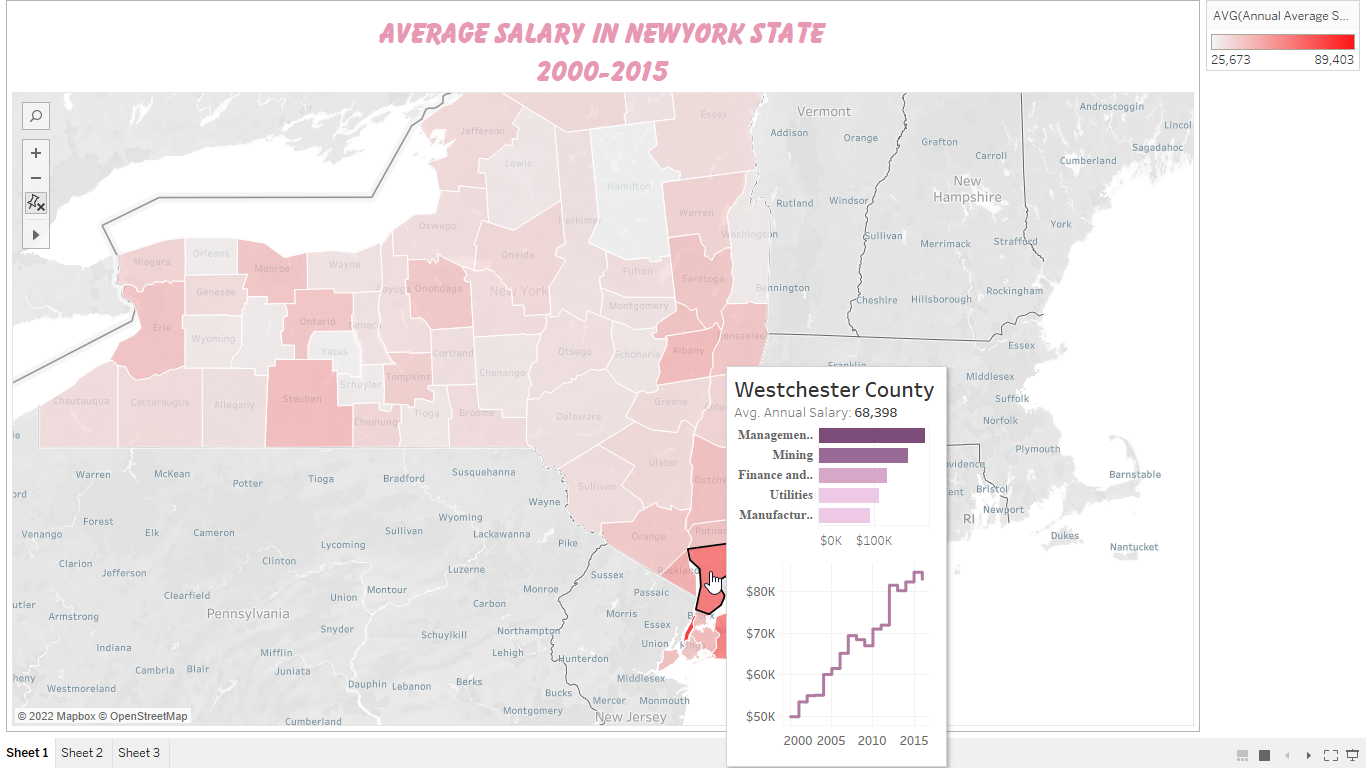 AVERAGE SALARY IN NEWYORK STATE
2000-2015
AVG(Annual Average S...
25,673 89,403
Jefferson
Lewis
Hamilton
Essex
Herkimer
Warren
Washington
Oswego
Oneida
Niagara
Orleans
Monroe
Wayne
Genesee
Cayuga
Onondaga
New York
Fulton
Saratoga
Montgomery
Erie
Ontario
Seneca
Wyoming
Yates
Cortland
Otsego
Schoharie
Albany
Rensselaer
Chenango
Tompkins
Schuyler
Chautauqua
Cattaraugus
Allegany
Steuben
Chemung
Tioga
Broome
Delaware
Greene
Ulster
Sullivan
Orange
Vermont
Addison
Orange
Grafton
Carroll
Androscoggin
Lincol
Sagadahoc
Cumberland
New
Hampshire
Rutland
Windsor
York
Sullivan
Merrimack
Strafford
Bennington
Cheshire
Hillsborough
Rockingham
Essex
Franklin
Middlesex
Suffolk
Norfolk
Plymouth
Barnstable
Bristol
RI
Newport
Dukes
Nantucket
Warren
McKean
Potter
Tioga
Bradford
Susquehanna
Wayne
Forest
Venango
Elk
Cameron
Sullivan
Wyoming
Lackawanna
Pike
Lycoming
Clinton
Clarion
Jefferson
Luzerne
Monroe
Sussex
Passaic
Clearfield
Union
Montour
Carbon
Morris
Armstrong
Pennsylvania
Snyder
Schuylkill
Northampton
Essex
Union
Indiana
Mifflin
Lehigh
Hunterdon
Cambria
Blair
Juniata
Westmoreland
Dauphin
Lebanon
Berks
Bucks
Middlesex
Mercer
Monmouth
Montgomery
Cumberland
New Jersey
Westchester County
Avg. Annual Salary: 68,398
Managemen..
Mining
Finance and..
Utilities
Manufactur..
$0K $100K
$80K
$70K
$60K
$50K
2000 2005 2010 2015
© 2022 Mapbox © OpenStreetMap
Sheet 1 Sheet 2 Sheet 3